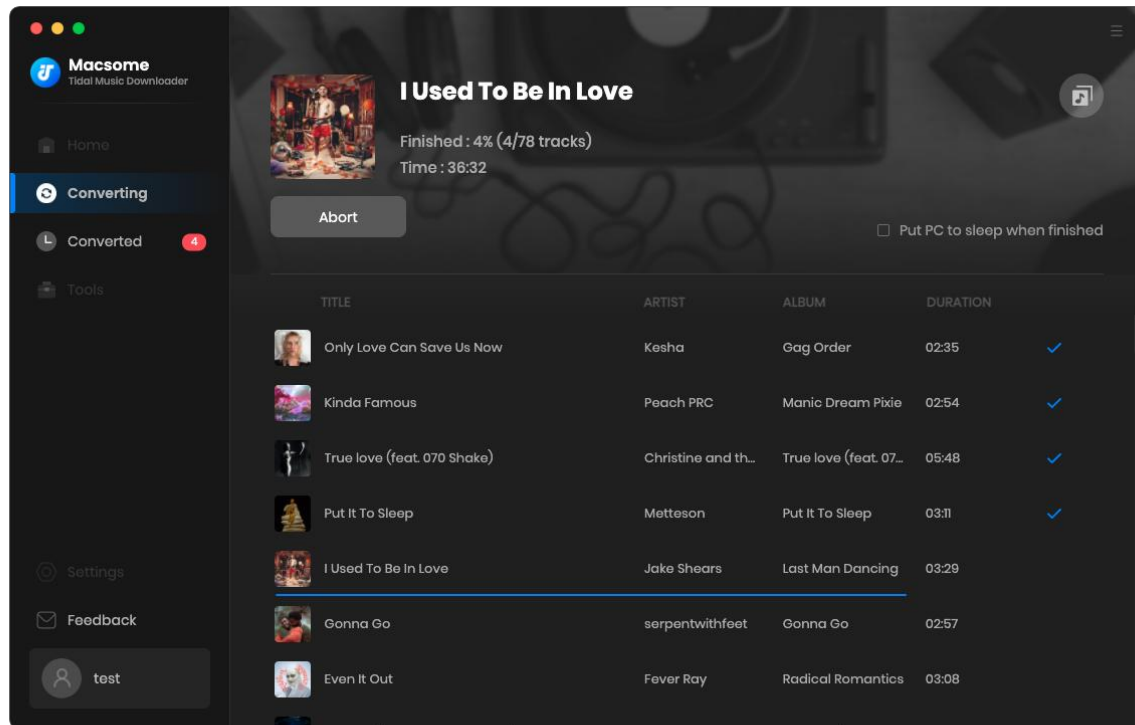 Macsome
Tidal Music Downloader
Home
Converting
Converted 4
Tools
Settings
Feedback
test
I Used To Be In Love
Finished : 4% (4/78 tracks)
Time : 36:32
Abort
Put PC to sleep when finished
TITLE ARTIST ALBUM DURATION
Only Love Can Save Us Now Kesha Gag Order 02:35
Kinda Famous Peach PRC Manic Dream Pixie 02:54
True love (feat. 070 Shake) Christine and th... True love (feat. 07... 05:48
Put It To Sleep Metteson Put It To Sleep 03:11
I Used To Be In Love Jake Shears Last Man Dancing 03:29
Gonna Go serpentwithfeet Gonna Go 02:57
Even It Out Fever Ray Radical Romantics 03:08